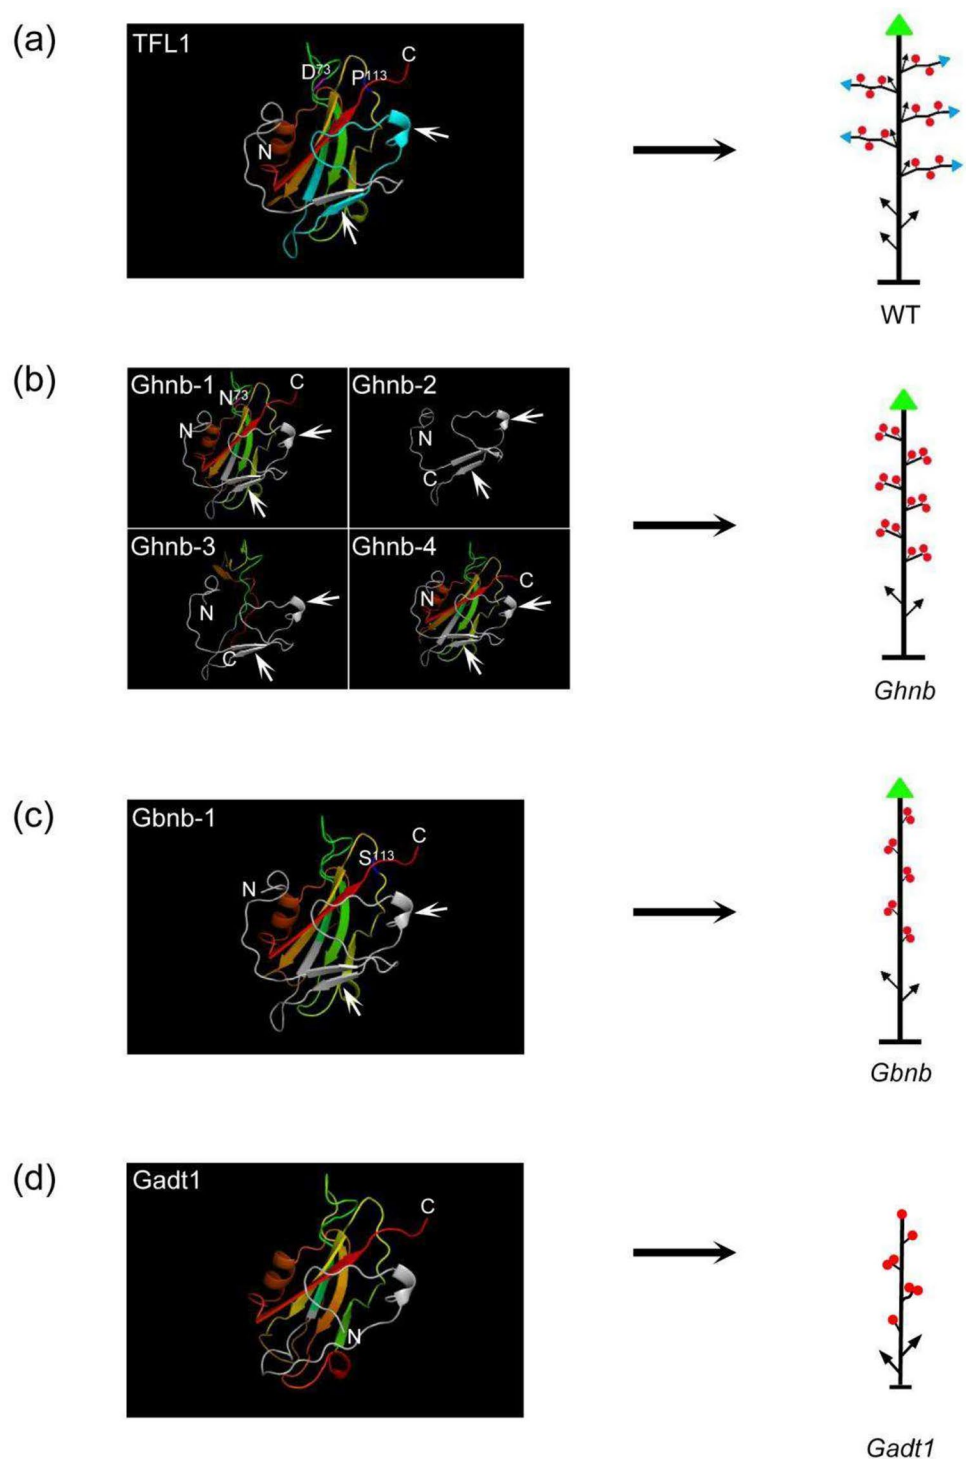 (a)
TFL1
D73
P113
C
N
WT
(b)
Ghnb-1
N73
C
N
Ghnb-2
N
C
Ghnb-3
N
C
Ghnb-4
N
C
Ghnb
(c)
Gbnb-1
C
S113
N
Gbnb
(d)
Gadt1
C
N
Gadt1